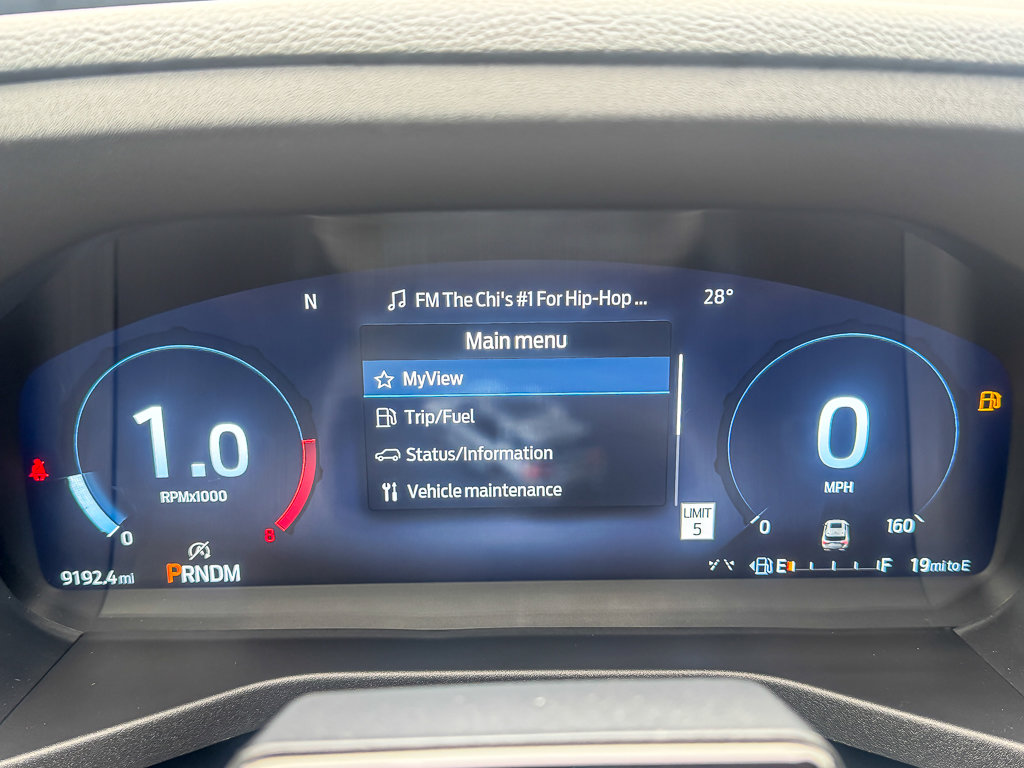 N
FM The Chi's #1 For Hip-Hop ...
28°
Main menu
MyView
Trip/Fuel
Status/Information
Vehicle maintenance
1.0
RPMx1000
0
8
9192.4 mi
PRNDM
LIMIT
5
0
MPH
0
160
E
F
19 mi to E